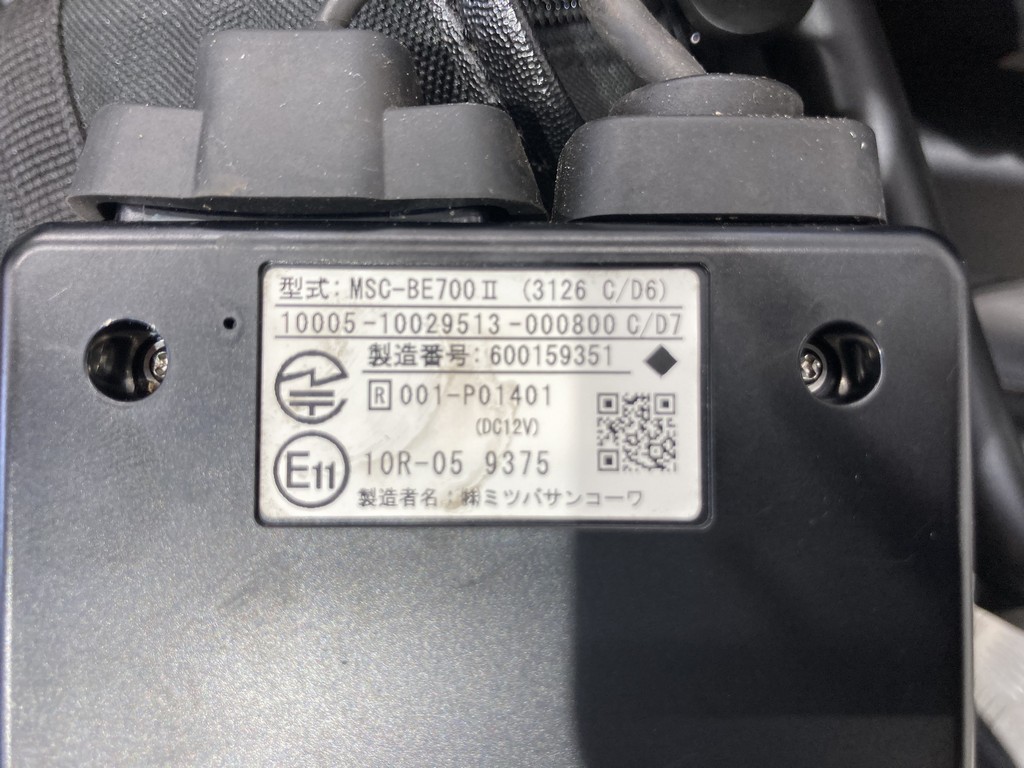 型式: MSC-BE700Ⅱ (3126 C/D6)
10005-10029513-000800 C/D7
製造番号: 600159351
R 001-P01401
(DC12V)
E11 10R-05 9375
製造者名: ㈱ミツバサンコーワ